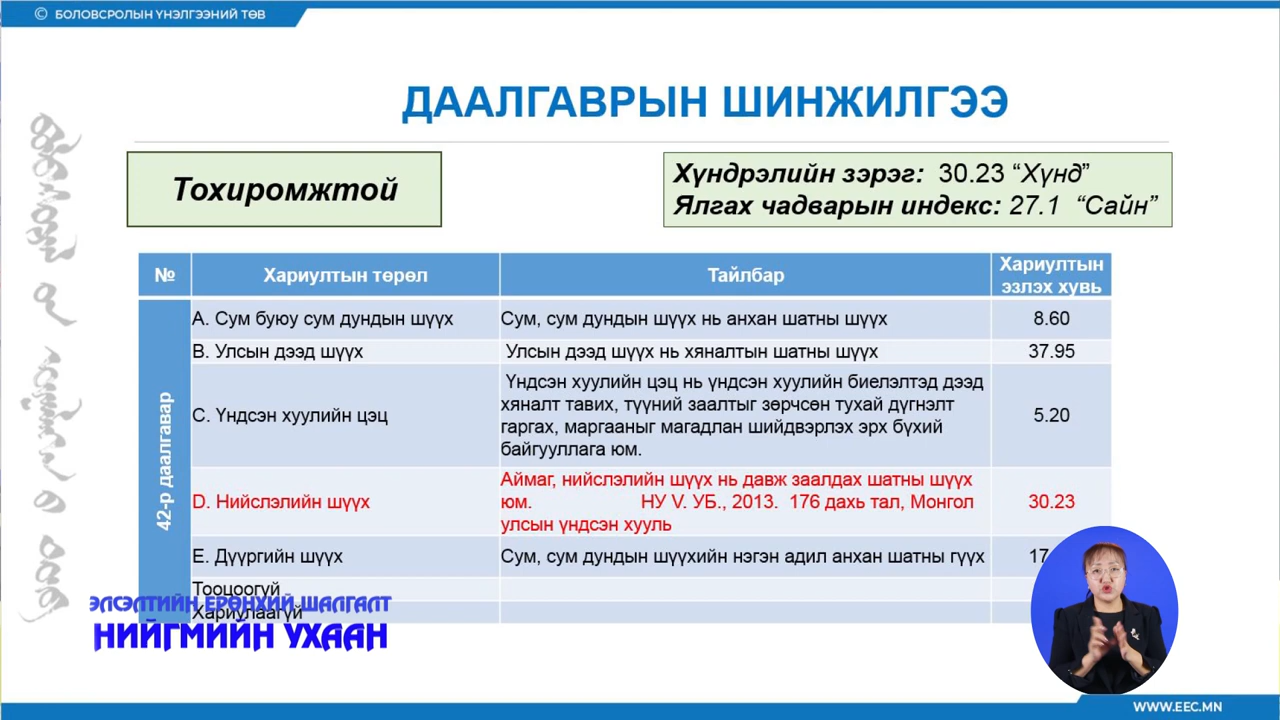 © БОЛОВСРОЛЫН ҮНЭЛГЭЭНИЙ ТӨВ
ДААЛГАВРЫН ШИНЖИЛГЭЭ
Тохиромжтой
Хүндрэлийн зэрэг: 30.23 “Хүнд”
Ялгах чадварын индекс: 27.1 “Сайн”
№
Хариултын төрөл
Тайлбар
Хариултын
эзлэх хувь
42-р даалгавар
A. Сум буюу сум дундын шүүх
Сум, сум дундын шүүх нь анхан шатны шүүх
8.60
B. Улсын дээд шүүх
Улсын дээд шүүх нь хяналтын шатны шүүх
37.95
C. Үндсэн хуулийн цэц
Үндсэн хуулийн цэц нь үндсэн хуулийн биелэлтэд дээд
хяналт тавих, түүний заалтыг зөрчсөн тухай дүгнэлт
гаргах, маргааныг магадлан шийдвэрлэх эрх бүхий
байгууллага юм.
5.20
D. Нийслэлийн шүүх
Аймаг, нийслэлийн шүүх нь давж заалдах шатны шүүх
юм. НУ V. УБ., 2013. 176 дахь тал, Монгол
улсын үндсэн хууль
30.23
E. Дүүргийн шүүх
Сум, сум дундын шүүхийн нэгэн адил анхан шатны гүүх
17
Тооцоогүй
Хариулаагүй
ЭЛСЭЛТИЙН ЕРӨНХИЙ ШАЛГАЛТ
НИЙГМИЙН УХААН
WWW.EEC.MN